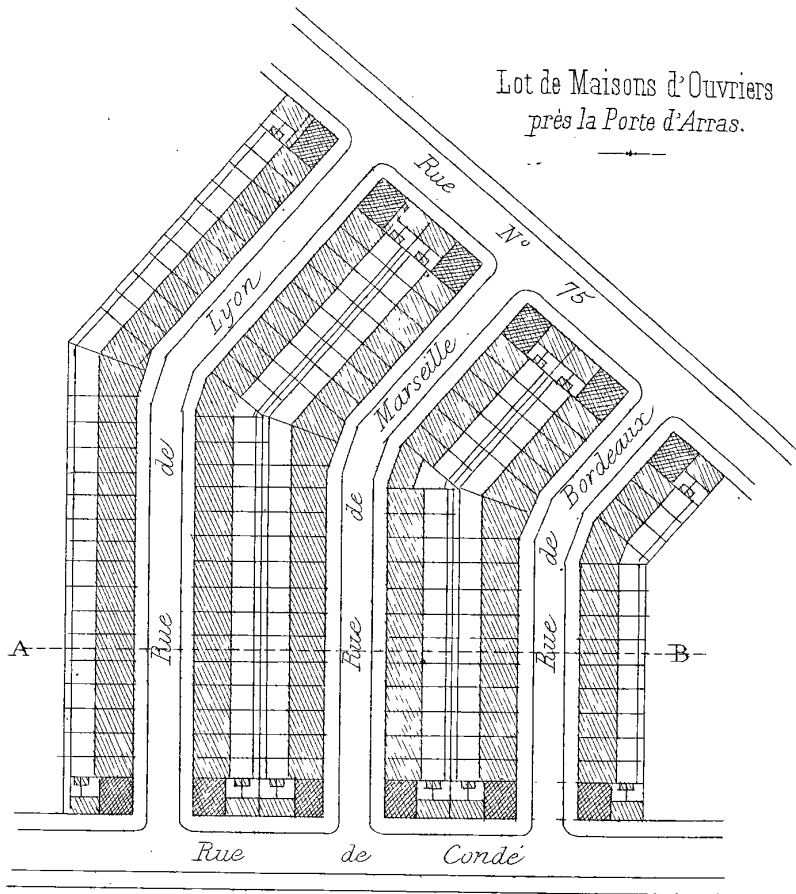 Lot de Maisons d'Ouvriers
près la Porte d'Arras.
Rue Nº 75
Rue de Lyon
Rue de Marseille
Rue de Bordeaux
A
B
Rue de Condé